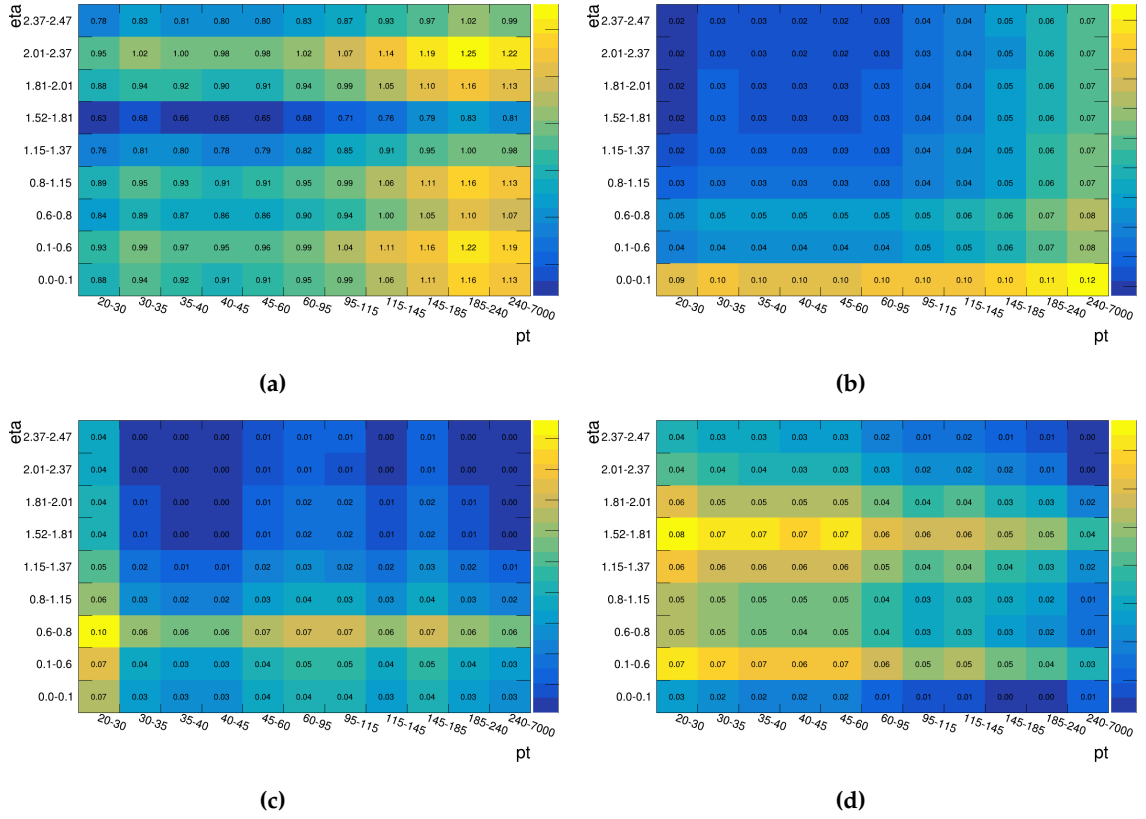 eta
2.37-2.47 0.78 0.83 0.81 0.80 0.80 0.83 0.87 0.93 0.97 1.02 0.99
2.01-2.37 0.95 1.02 1.00 0.98 0.98 1.02 1.07 1.14 1.19 1.25 1.22
1.81-2.01 0.88 0.94 0.92 0.90 0.91 0.94 0.99 1.05 1.10 1.16 1.13
1.52-1.81 0.63 0.68 0.66 0.65 0.65 0.68 0.71 0.76 0.79 0.83 0.81
1.15-1.37 0.76 0.81 0.80 0.78 0.79 0.82 0.85 0.91 0.95 1.00 0.98
0.8-1.15 0.89 0.95 0.93 0.91 0.91 0.95 0.99 1.06 1.11 1.16 1.13
0.6-0.8 0.84 0.89 0.87 0.86 0.86 0.90 0.94 1.00 1.05 1.10 1.07
0.1-0.6 0.93 0.99 0.97 0.95 0.96 0.99 1.04 1.11 1.16 1.22 1.19
0.0-0.1 0.88 0.94 0.92 0.91 0.91 0.95 0.99 1.06 1.11 1.16 1.13
20-30 30-35 35-40 40-45 45-60 60-95 95-115 115-145 145-185 185-240 240-7000
pt
(a)
eta
2.37-2.47 0.02 0.02 0.02 0.02 0.02 0.03 0.03 0.04 0.05 0.06 0.07
2.01-2.37 0.02 0.03 0.02 0.02 0.02 0.03 0.03 0.04 0.05 0.06 0.07
1.81-2.01 0.02 0.03 0.03 0.03 0.03 0.03 0.04 0.04 0.05 0.06 0.07
1.52-1.81 0.02 0.03 0.03 0.03 0.03 0.03 0.04 0.04 0.05 0.06 0.07
1.15-1.37 0.02 0.03 0.03 0.03 0.03 0.03 0.04 0.04 0.05 0.06 0.07
0.8-1.15 0.03 0.03 0.03 0.03 0.03 0.03 0.04 0.04 0.05 0.06 0.07
0.6-0.8 0.05 0.05 0.05 0.05 0.05 0.05 0.05 0.06 0.06 0.07 0.08
0.1-0.6 0.04 0.04 0.04 0.04 0.04 0.04 0.05 0.05 0.06 0.07 0.08
0.0-0.1 0.09 0.10 0.10 0.10 0.10 0.10 0.10 0.10 0.10 0.11 0.12
20-30 30-35 35-40 40-45 45-60 60-95 95-115 115-145 145-185 185-240 240-7000
pt
(b)
eta
2.37-2.47 0.04 0.00 0.00 0.00 0.01 0.01 0.01 0.00 0.01 0.00 0.00
2.01-2.37 0.04 0.00 0.00 0.00 0.01 0.01 0.01 0.00 0.01 0.00 0.00
1.81-2.01 0.04 0.01 0.00 0.00 0.01 0.02 0.02 0.01 0.02 0.01 0.00
1.52-1.81 0.04 0.01 0.00 0.00 0.01 0.02 0.02 0.01 0.02 0.01 0.00
1.15-1.37 0.05 0.02 0.01 0.01 0.02 0.03 0.02 0.02 0.02 0.02 0.01
0.8-1.15 0.06 0.03 0.02 0.02 0.03 0.04 0.04 0.03 0.04 0.03 0.02
0.6-0.8 0.10 0.06 0.06 0.06 0.07 0.07 0.07 0.06 0.07 0.06 0.06
0.1-0.6 0.07 0.04 0.03 0.03 0.04 0.05 0.05 0.04 0.05 0.04 0.03
0.0-0.1 0.07 0.03 0.03 0.03 0.04 0.04 0.04 0.04 0.04 0.03 0.03
20-30 30-35 35-40 40-45 45-60 60-95 95-115 115-145 145-185 185-240 240-7000
pt
(c)
eta
2.37-2.47 0.04 0.03 0.03 0.03 0.03 0.02 0.01 0.02 0.01 0.01 0.00
2.01-2.37 0.04 0.04 0.04 0.03 0.03 0.03 0.02 0.02 0.02 0.01 0.00
1.81-2.01 0.06 0.05 0.05 0.05 0.05 0.04 0.04 0.04 0.03 0.03 0.02
1.52-1.81 0.08 0.07 0.07 0.07 0.07 0.06 0.06 0.06 0.05 0.05 0.04
1.15-1.37 0.06 0.06 0.06 0.06 0.06 0.05 0.04 0.04 0.04 0.03 0.02
0.8-1.15 0.05 0.05 0.05 0.05 0.05 0.04 0.03 0.03 0.03 0.02 0.01
0.6-0.8 0.05 0.05 0.05 0.04 0.05 0.04 0.03 0.03 0.03 0.02 0.01
0.1-0.6 0.07 0.07 0.07 0.06 0.07 0.06 0.05 0.05 0.05 0.04 0.03
0.0-0.1 0.03 0.02 0.02 0.02 0.02 0.01 0.01 0.01 0.00 0.00 0.01
20-30 30-35 35-40 40-45 45-60 60-95 95-115 115-145 145-185 185-240 240-7000
pt
(d)